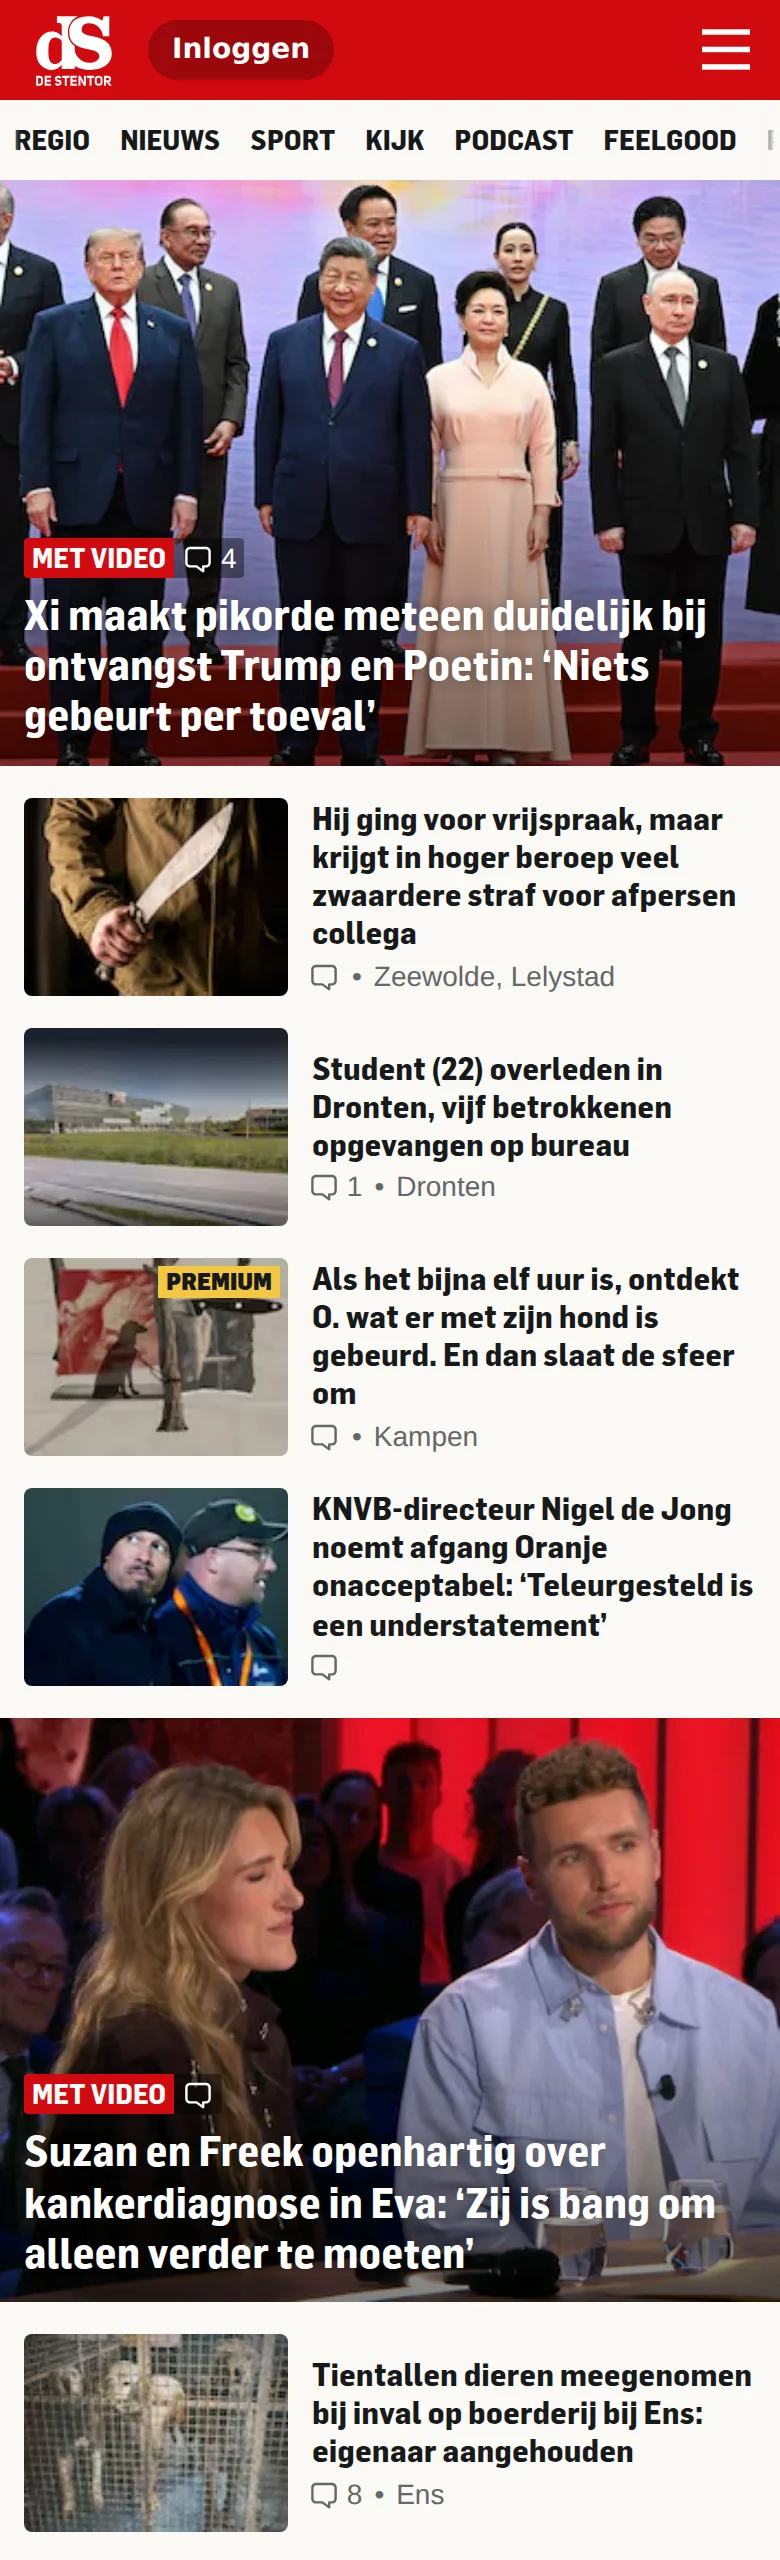 dS
DE STENTOR
Inloggen
REGIO NIEUWS SPORT KIJK PODCAST FEELGOOD
MET VIDEO 4
Xi maakt pikorde meteen duidelijk bij
ontvangst Trump en Poetin: ‘Niets
gebeurt per toeval’
Hij ging voor vrijspraak, maar
krijgt in hoger beroep veel
zwaardere straf voor afpersen
collega
• Zeewolde, Lelystad
Student (22) overleden in
Dronten, vijf betrokkenen
opgevangen op bureau
1 • Dronten
PREMIUM
Als het bijna elf uur is, ontdekt
O. wat er met zijn hond is
gebeurd. En dan slaat de sfeer
om
• Kampen
KNVB-directeur Nigel de Jong
noemt afgang Oranje
onacceptabel: ‘Teleurgesteld is
een understatement’
MET VIDEO
Suzan en Freek openhartig over
kankerdiagnose in Eva: ‘Zij is bang om
alleen verder te moeten’
Tientallen dieren meegenomen
bij inval op boerderij bij Ens:
eigenaar aangehouden
8 • Ens